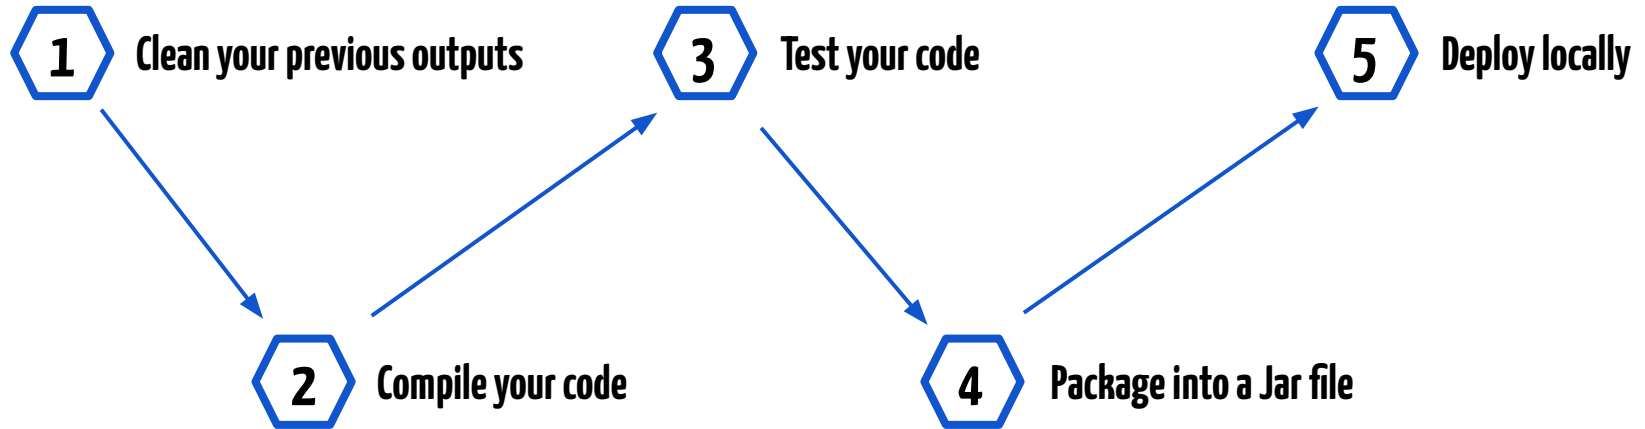 1 Clean your previous outputs
2 Compile your code
3 Test your code
4 Package into a Jar file
5 Deploy locally